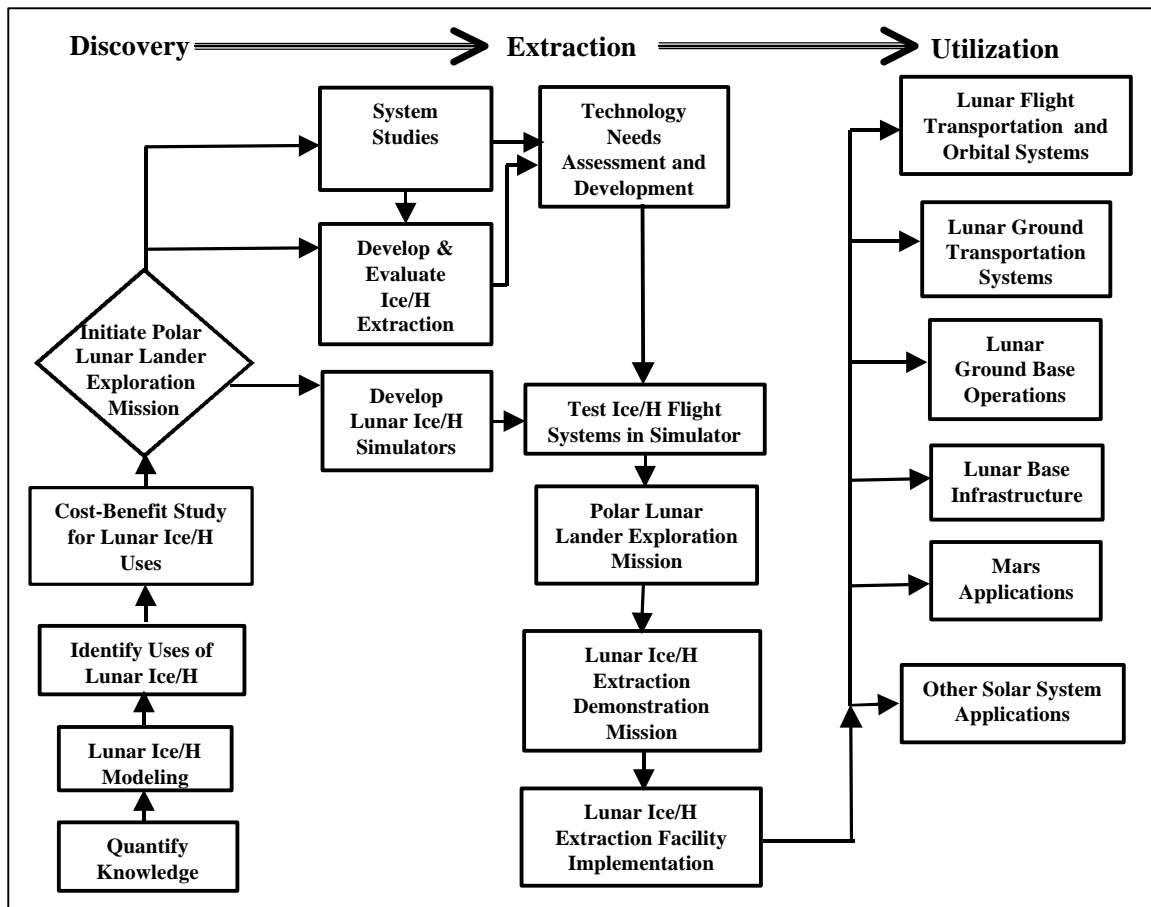 Discovery
Extraction
Utilization
System
Studies
Technology
Needs
Assessment and
Development
Lunar Flight
Transportation and
Orbital Systems
Develop &
Evaluate
Ice/H
Extraction
Lunar Ground
Transportation
Systems
Initiate Polar
Lunar Lander
Exploration
Mission
Develop
Lunar Ice/H
Simulators
Test Ice/H Flight
Systems in Simulator
Lunar
Ground Base
Operations
Cost-Benefit Study
for Lunar Ice/H
Uses
Polar Lunar
Lander Exploration
Mission
Lunar Base
Infrastructure
Mars
Applications
Identify Uses of
Lunar Ice/H
Lunar Ice/H
Extraction
Demonstration
Mission
Other Solar System
Applications
Lunar Ice/H
Modeling
Lunar Ice/H
Extraction Facility
Implementation
Quantify
Knowledge